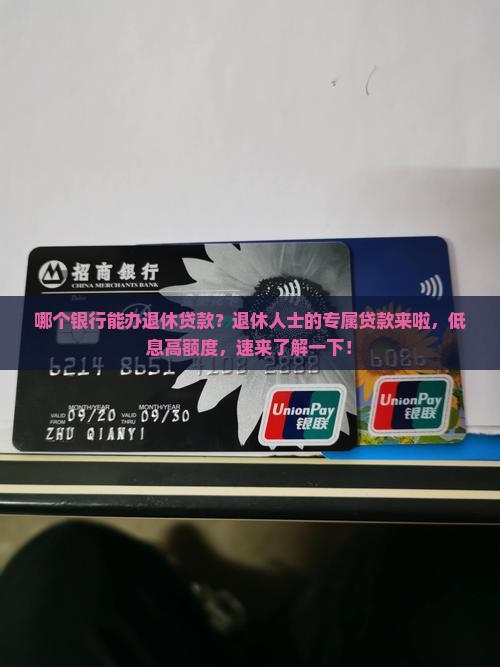 招商银行
CHINA MERCHANTS BANK
哪个银行能办退休贷款？退休人士的专属贷款来啦，低
息高额度，速来了解一下！
6214 8651
6086
MONTH/YEAR MONTH/YEAR
VALID FROM 09/20 VALID THRU 09/30
ZHU QIANYI
UnionPay
银联
UnionPay
银联